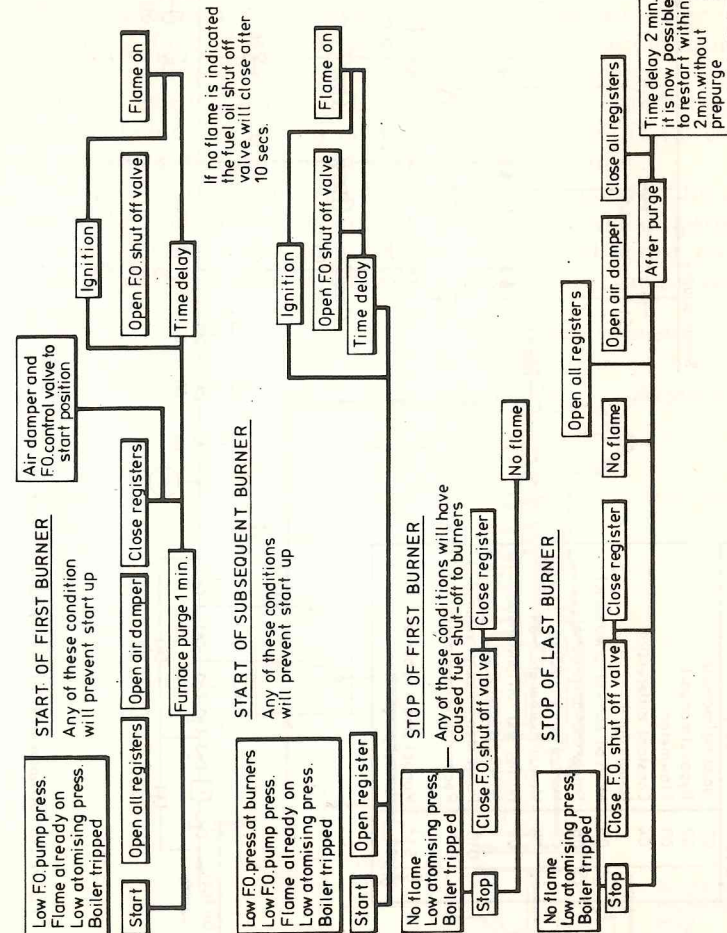 Low F.O. pump press.
Flame already on
Low atomising press.
Boiler tripped
START OF FIRST BURNER
Any of these condition
will prevent start up
Air damper and
F.O. control valve to
start position
Start
Open all registers
Open air damper
Close registers
Furnace purge 1 min.
Ignition
Open F.O. shut off valve
Time delay
Flame on
If no flame is indicated
the fuel oil shut off
valve will close after
10 secs.
Low F.O. press. at burners
Low F.O. pump press.
Flame already on
Low atomising press.
Boiler tripped
START OF SUBSEQUENT BURNER
Any of these conditions
will prevent start up
Start
Open register
Ignition
Open F.O. shut off valve
Time delay
Flame on
No flame
Low atomising press.
Boiler tripped
STOP OF FIRST BURNER
Any of these conditions will have
caused fuel shut-off to burners
Stop
Close F.O. shut off valve
Close register
No flame
No flame
Low atomising press.
Boiler tripped
STOP OF LAST BURNER
Stop
Close F.O. shut off valve
Close register
No flame
Open all registers
Open air damper
After purge
Close all registers
Time delay 2 min.
it is now possible
to restart within
2 min. without
prepurge